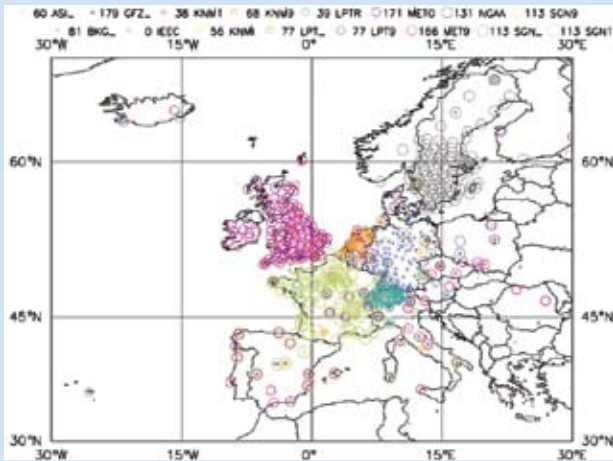 60 ASI_ 179 GFZ_ 38 KNM1 68 KNM9 39 LPTR 171 METO 131 NGAA 113 SGN9
30°W 15°W 0° 15°E 30°E
81 BKG_ 0 IEEC 56 KNMI 77 LPT_ 77 LPT9 166 MET9 113 SGN_ 113 SGN1
60°N 60°N
45°N 45°N
30°N 30°N
30°W 15°W 0° 15°E 30°E